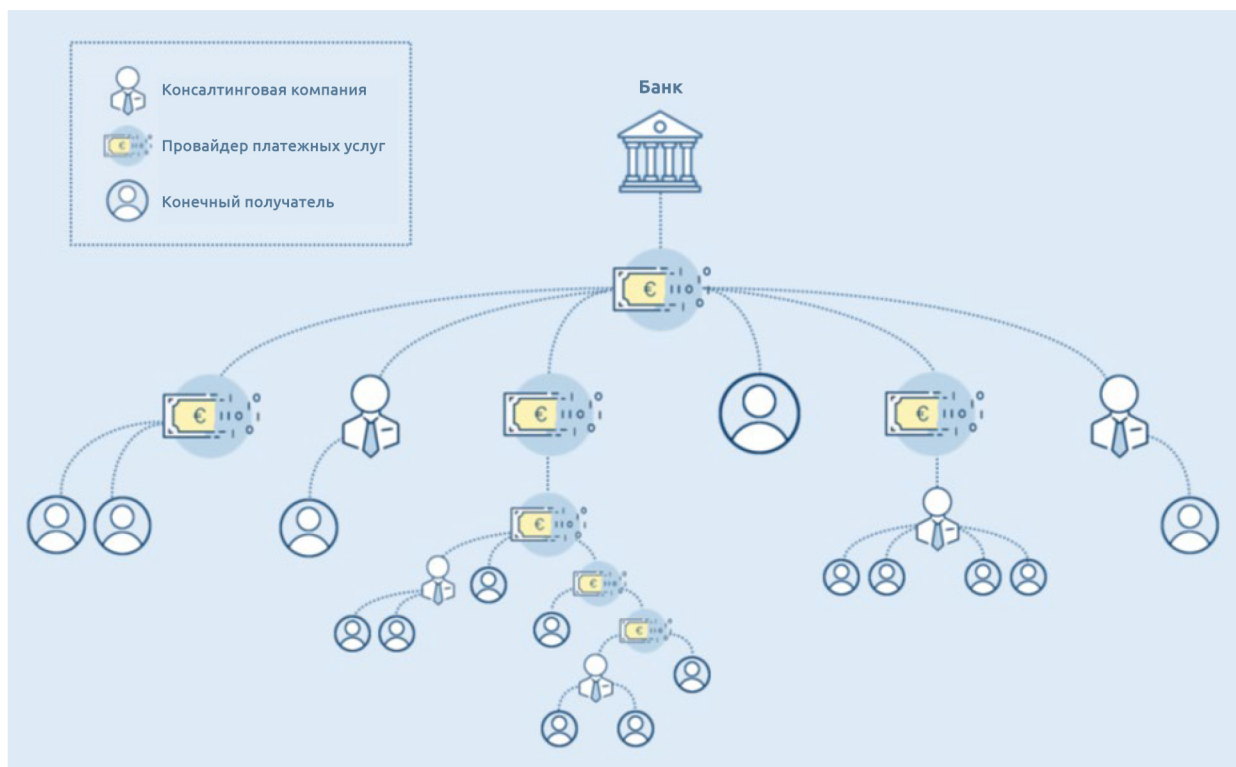 Консалтинговая компания
Провайдер платежных услуг
Конечный получатель
Банк
€
€
€
€
€
€
€
€